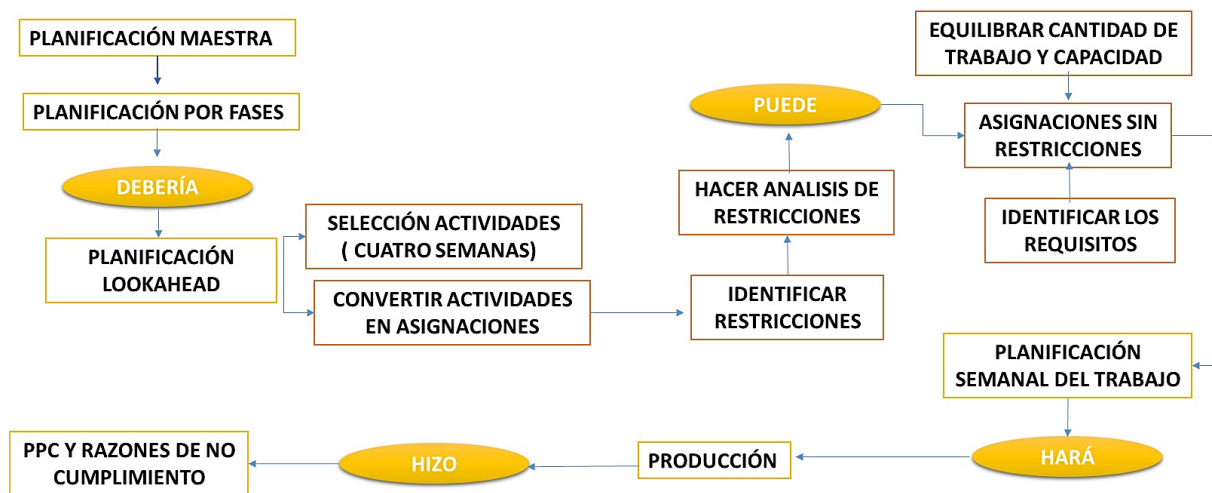 PLANIFICACIÓN MAESTRA
PLANIFICACIÓN POR FASES
DEBERÍA
PLANIFICACIÓN
LOOKAHEAD
SELECCIÓN ACTIVIDADES
( CUATRO SEMANAS)
CONVERTIR ACTIVIDADES
EN ASIGNACIONES
IDENTIFICAR
RESTRICCIONES
HACER ANALISIS DE
RESTRICCIONES
PUEDE
EQUILIBRAR CANTIDAD DE
TRABAJO Y CAPACIDAD
ASIGNACIONES SIN
RESTRICCIONES
IDENTIFICAR LOS
REQUISITOS
PLANIFICACIÓN
SEMANAL DEL TRABAJO
HARÁ
PRODUCCIÓN
HIZO
PPC Y RAZONES DE NO
CUMPLIMIENTO